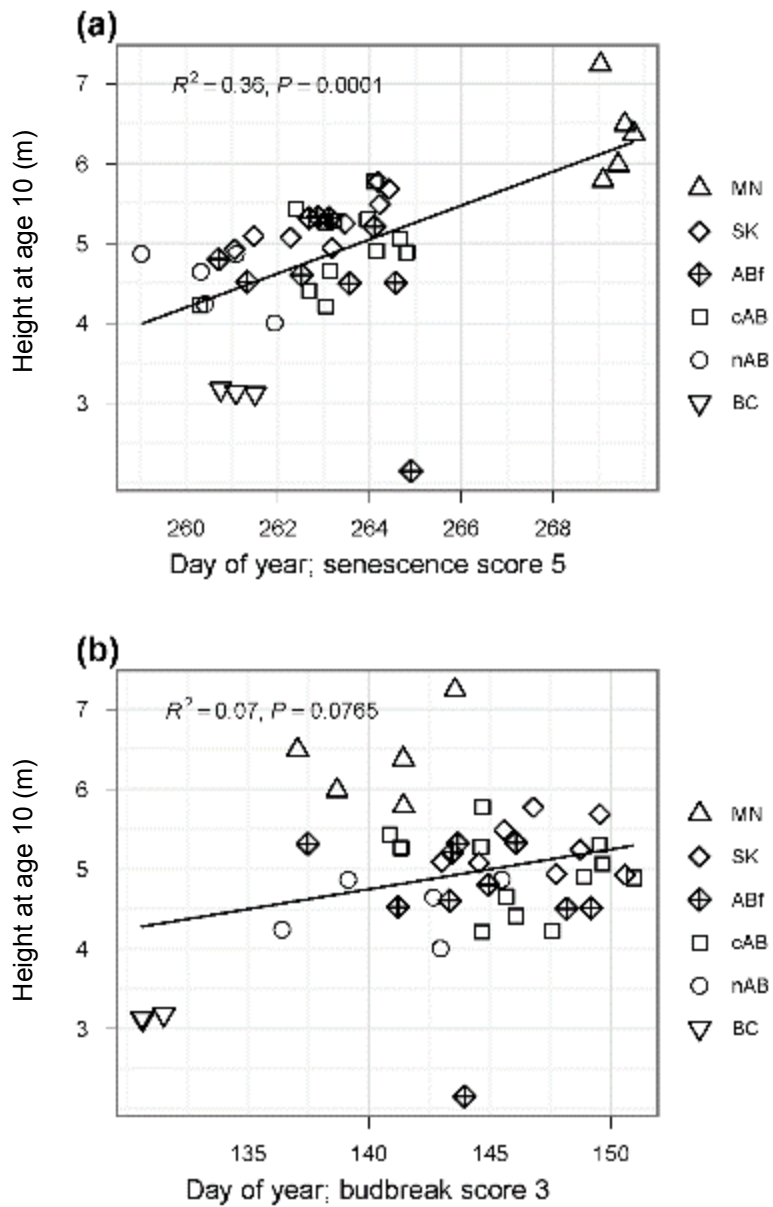 (a)
R² = 0.36, P = 0.0001
Height at age 10 (m)
7
6
5
4
3
260 262 264 266 268
Day of year; senescence score 5
MN
SK
ABf
cAB
nAB
BC
(b)
R² = 0.07, P = 0.0765
Height at age 10 (m)
7
6
5
4
3
135 140 145 150
Day of year; budbreak score 3
MN
SK
ABf
cAB
nAB
BC